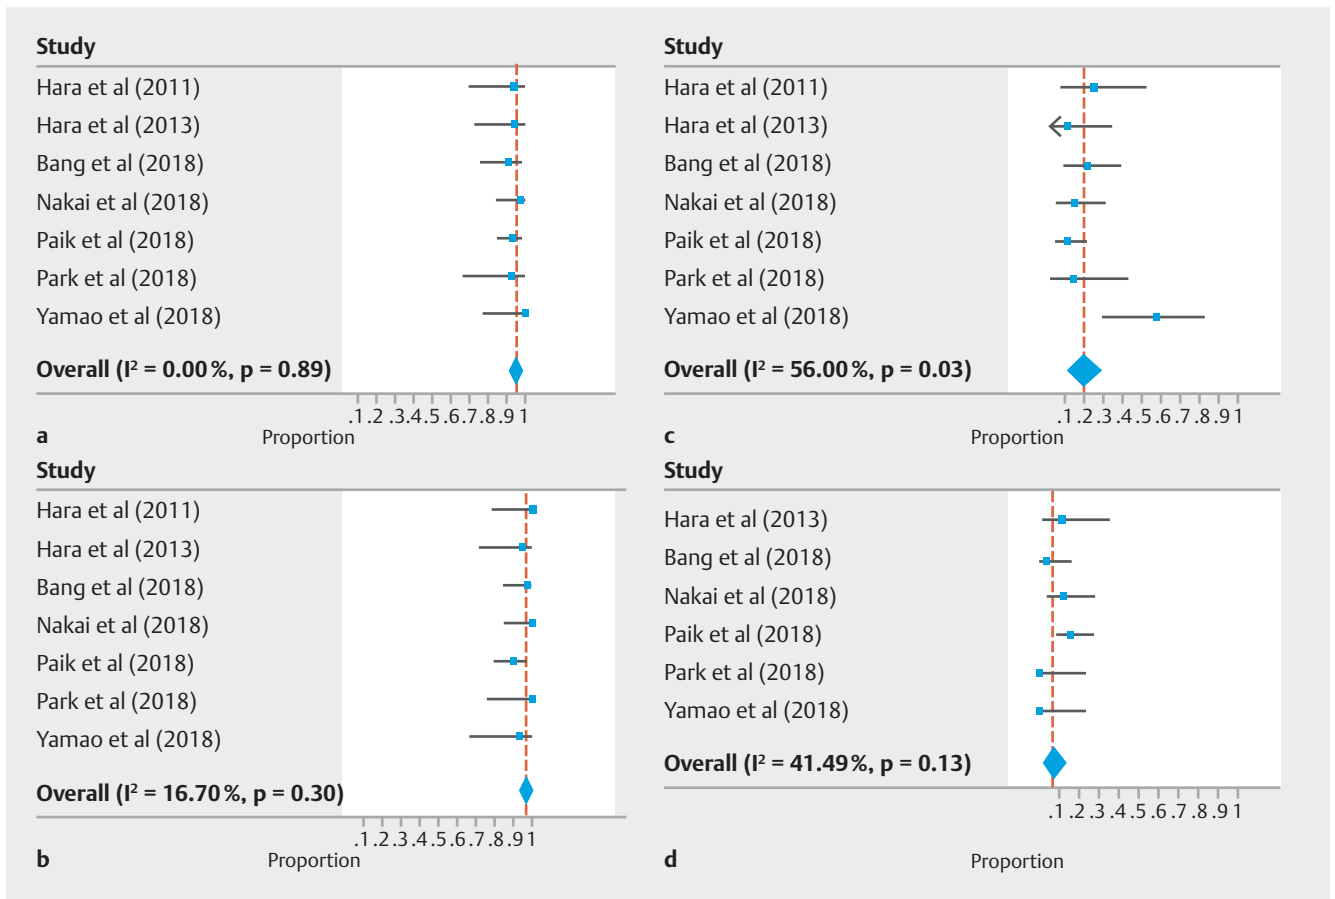 Study
Hara et al (2011)
Hara et al (2013)
Bang et al (2018)
Nakai et al (2018)
Paik et al (2018)
Park et al (2018)
Yamao et al (2018)
Overall (I² = 0.00 %, p = 0.89)
.1 .2 .3 .4 .5 .6 .7 .8 .9 1
Proportion
a
Study
Hara et al (2011)
Hara et al (2013)
Bang et al (2018)
Nakai et al (2018)
Paik et al (2018)
Park et al (2018)
Yamao et al (2018)
Overall (I² = 16.70 %, p = 0.30)
.1 .2 .3 .4 .5 .6 .7 .8 .9 1
Proportion
b
Study
Hara et al (2011)
Hara et al (2013)
Bang et al (2018)
Nakai et al (2018)
Paik et al (2018)
Park et al (2018)
Yamao et al (2018)
Overall (I² = 56.00 %, p = 0.03)
.1 .2 .3 .4 .5 .6 .7 .8 .9 1
Proportion
c
Study
Hara et al (2013)
Bang et al (2018)
Nakai et al (2018)
Paik et al (2018)
Park et al (2018)
Yamao et al (2018)
Overall (I² = 41.49 %, p = 0.13)
.1 .2 .3 .4 .5 .6 .7 .8 .9 1
Proportion
d